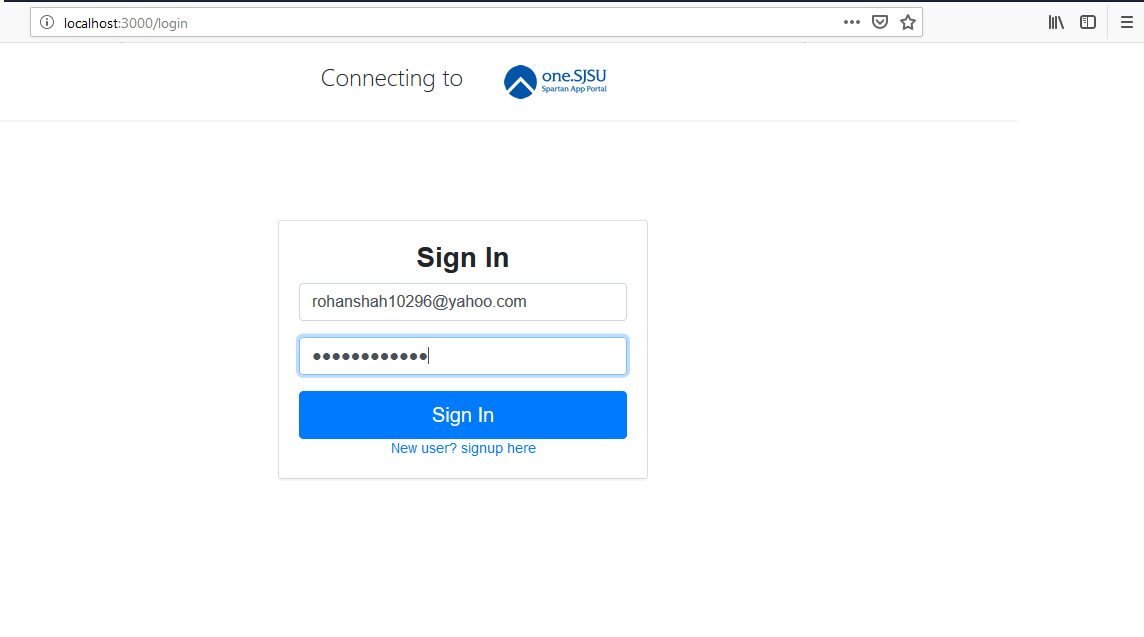 localhost:3000/login
Connecting to
one.SJSU
Spartan App Portal
Sign In
rohanshah10296@yahoo.com
●●●●●●●●●●●●
Sign In
New user? signup here